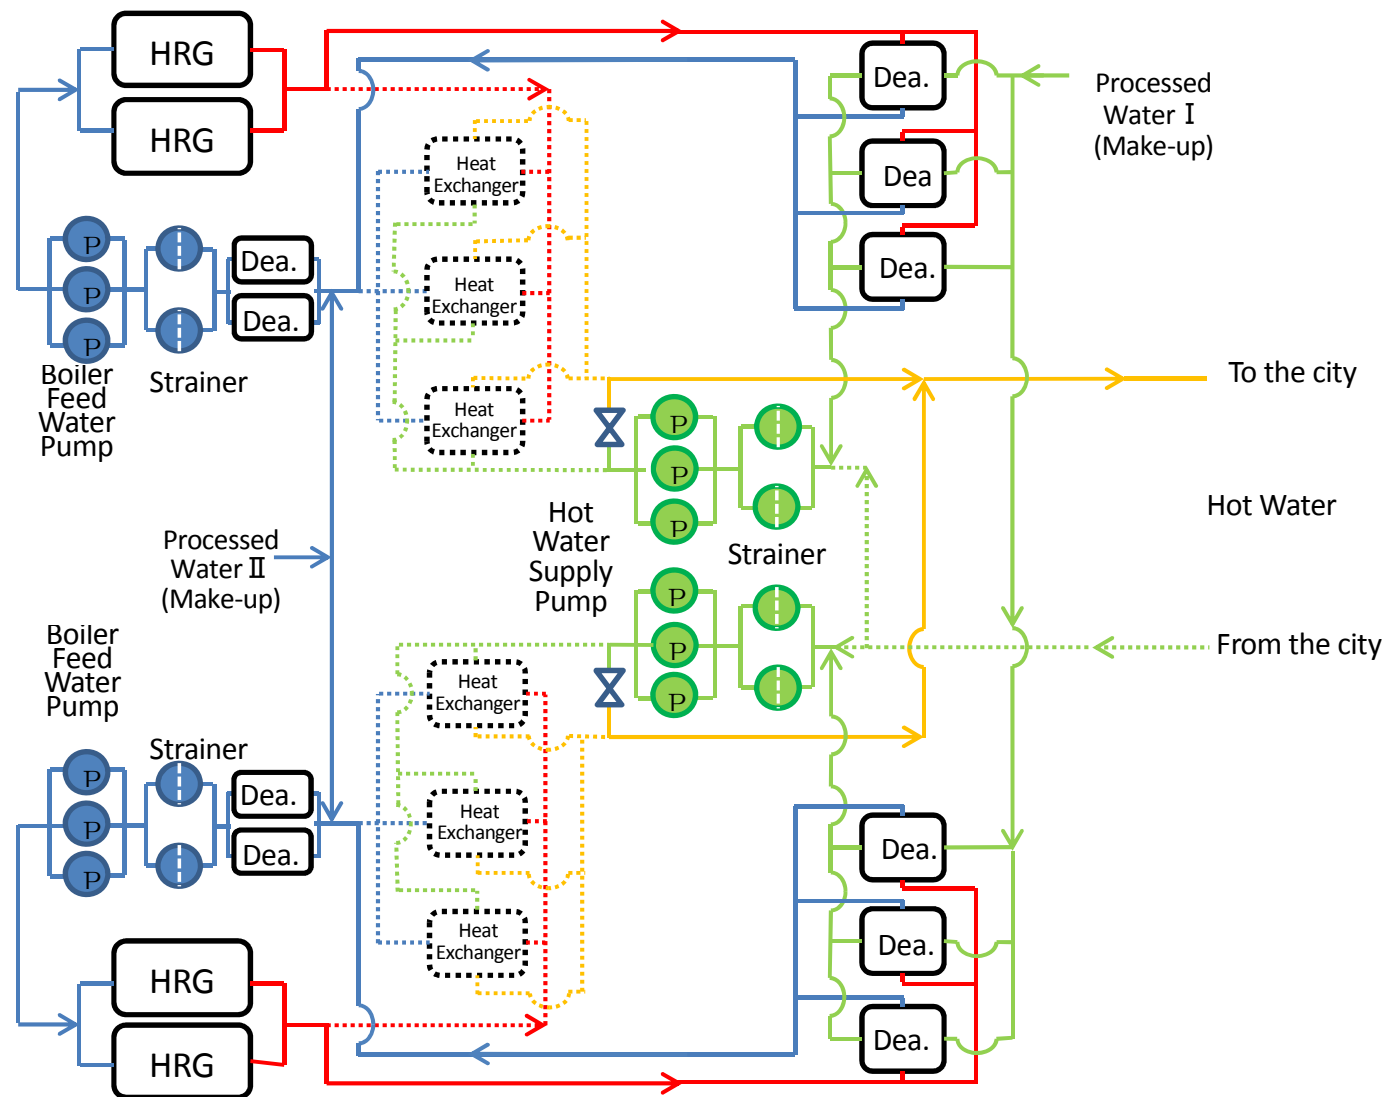 HRG
HRG
Dea.
Dea
Dea.
Processed
Water Ⅰ
(Make-up)
Heat
Exchanger
Heat
Exchanger
Heat
Exchanger
P
P
P
Dea.
Dea.
Boiler
Feed
Water
Pump
Strainer
To the city
P
P
P
Hot
Water
Supply
Pump
Strainer
Hot Water
Processed
Water Ⅱ
(Make-up)
P
P
P
From the city
Boiler
Feed
Water
Pump
Strainer
P
P
P
Dea.
Dea.
Heat
Exchanger
Heat
Exchanger
Heat
Exchanger
Dea.
Dea.
Dea.
HRG
HRG